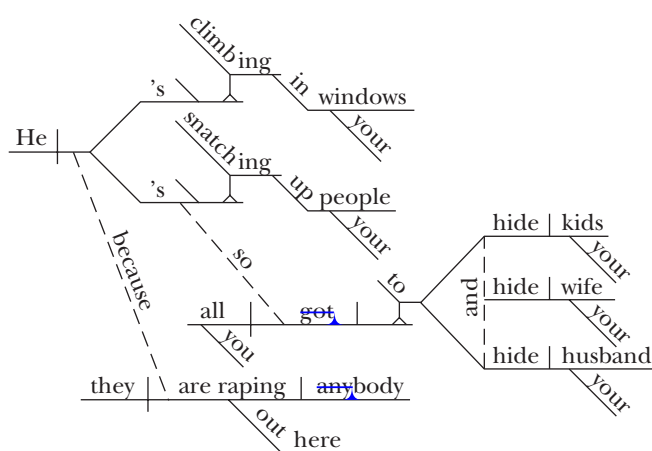 climbing
in
's
windows
your
snatching
He
up
's
people
your
hide
kids
because
so
to
your
and
hide
wife
all
got
your
you
hide
husband
they
are raping
anybody
your
out
here